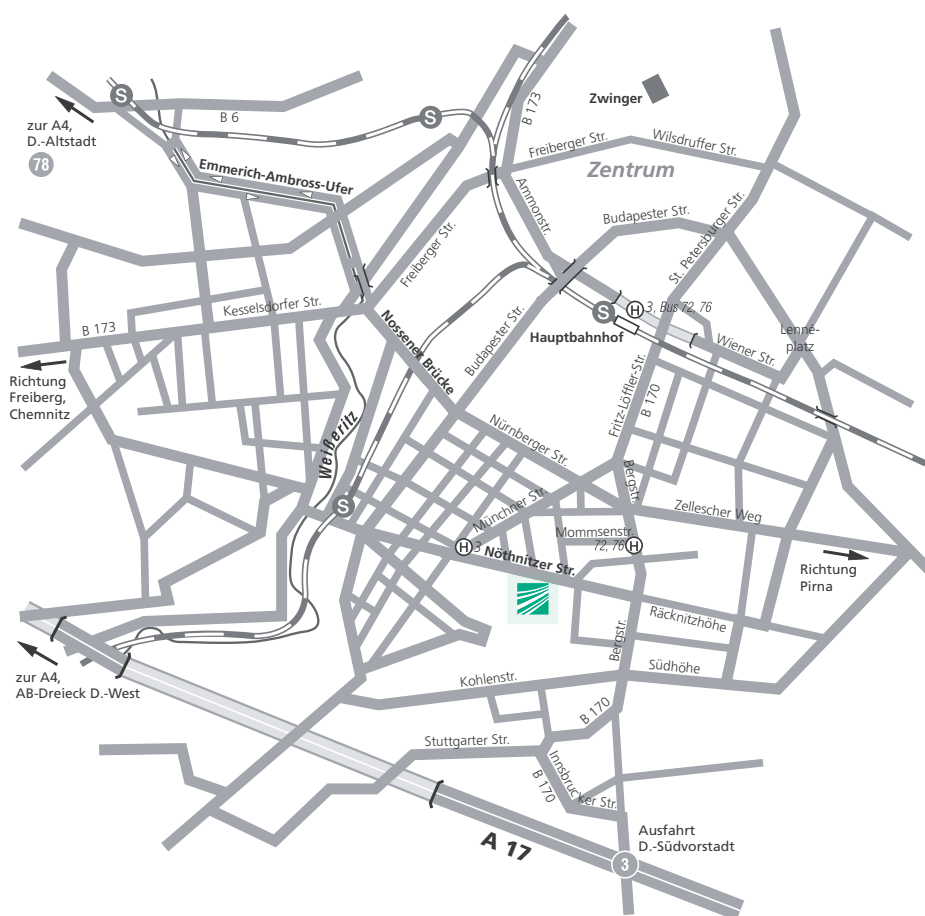 Zwinger
B 173
S
S
B 6
zur A4,
D.-Altstadt
78
Freiberger Str.
Wilsdruffer Str.
Zentrum
Emmerich-Ambross-Ufer
Ammonstr.
Budapester Str.
St. Petersburger Str.
Freiberger Str.
Kesselsdorfer Str.
B 173
H 3, Bus 72, 76
S
Hauptbahnhof
Wiener Str.
Lenné-
platz
Richtung
Freiberg,
Chemnitz
Nossener Brücke
Budapester Str.
Fritz-Löffler-Str.
B 170
Weißeritz
Nürnberger Str.
Bergstr.
S
Münchner Str.
Zellescher Weg
Mommsenstr.
72, 76 H
H 3
Nöthnitzer Str.
Richtung
Pirna
Räcknitzhöhe
Bergstr.
Südhöhe
zur A4,
AB-Dreieck D.-West
Kohlenstr.
B 170
Stuttgarter Str.
Innsbrucker Str.
B 170
A 17
Ausfahrt
D.-Südvorstadt
3